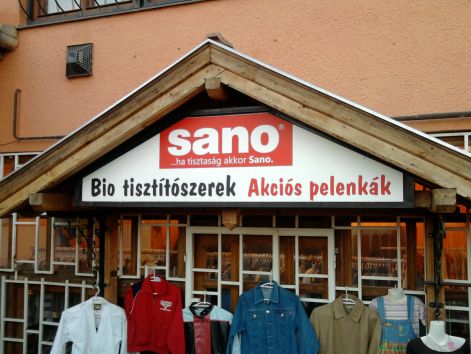 sano®
...ha tisztaság akkor Sano.
Bio tisztítószerek Akciós pelenkák